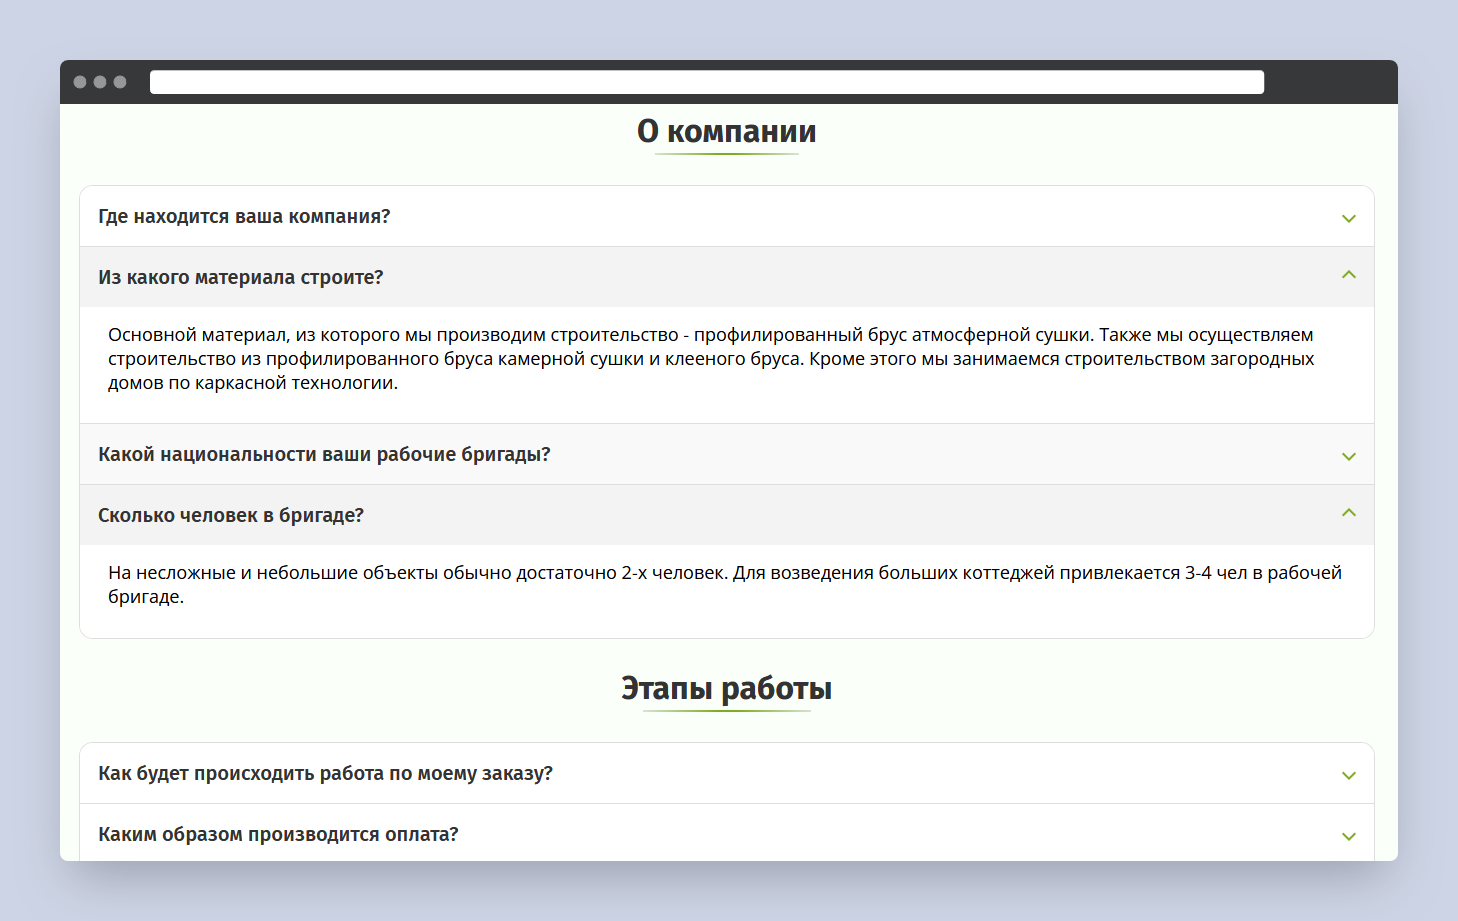 О компании
Где находится ваша компания?
Из какого материала строите?
Основной материал, из которого мы производим строительство - профилированный брус атмосферной сушки. Также мы осуществляем
строительство из профилированного бруса камерной сушки и клееного бруса. Кроме этого мы занимаемся строительством загородных
домов по каркасной технологии.
Какой национальности ваши рабочие бригады?
Сколько человек в бригаде?
На несложные и небольшие объекты обычно достаточно 2-х человек. Для возведения больших коттеджей привлекается 3-4 чел в рабочей
бригаде.
Этапы работы
Как будет происходить работа по моему заказу?
Каким образом производится оплата?